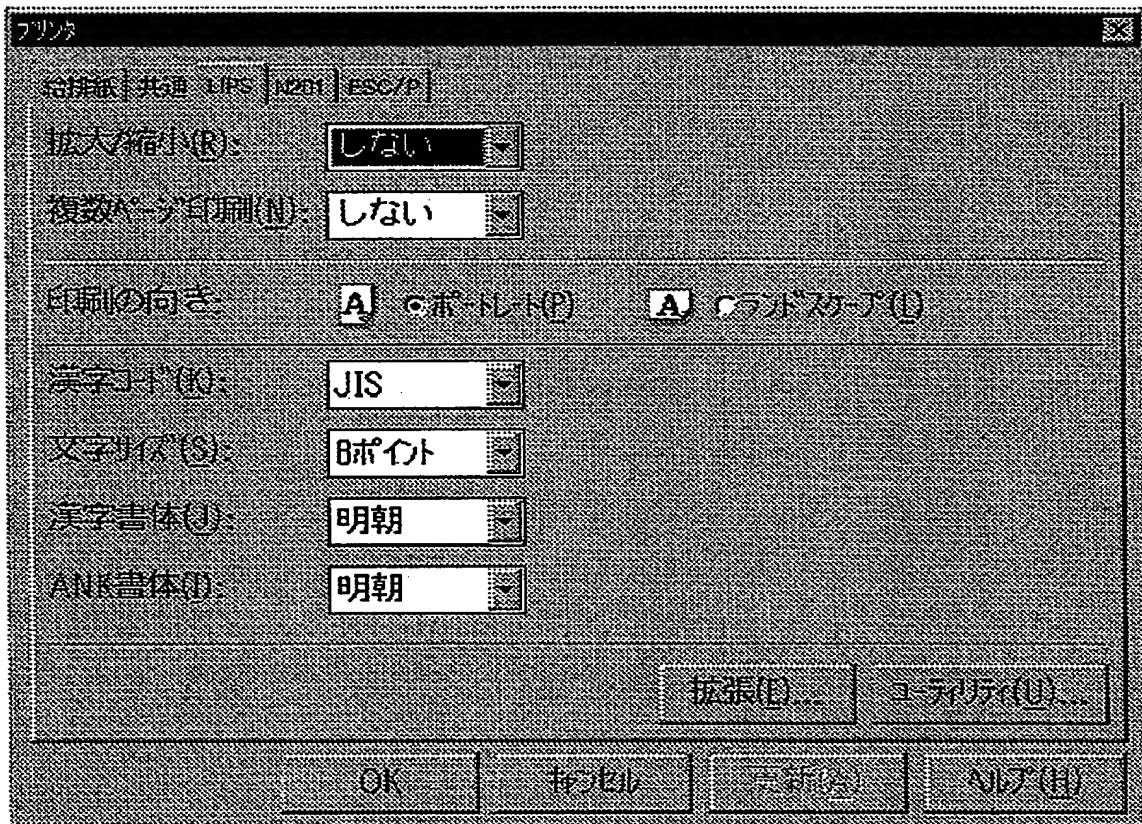 プリンタ
給排紙 共通 LIPS N201 ESC/P
拡大/縮小(R): しない
複数ページ印刷(N): しない
印刷の向き: A ポートレート(P) A ランドスケープ(L)
漢字コード(K): JIS
文字サイズ(S): 8ポイント
漢字書体(J): 明朝
ANK書体(I): 明朝
拡張(E)... ユーティリティ(U)...
OK キャンセル 更新(A) ヘルプ(H)